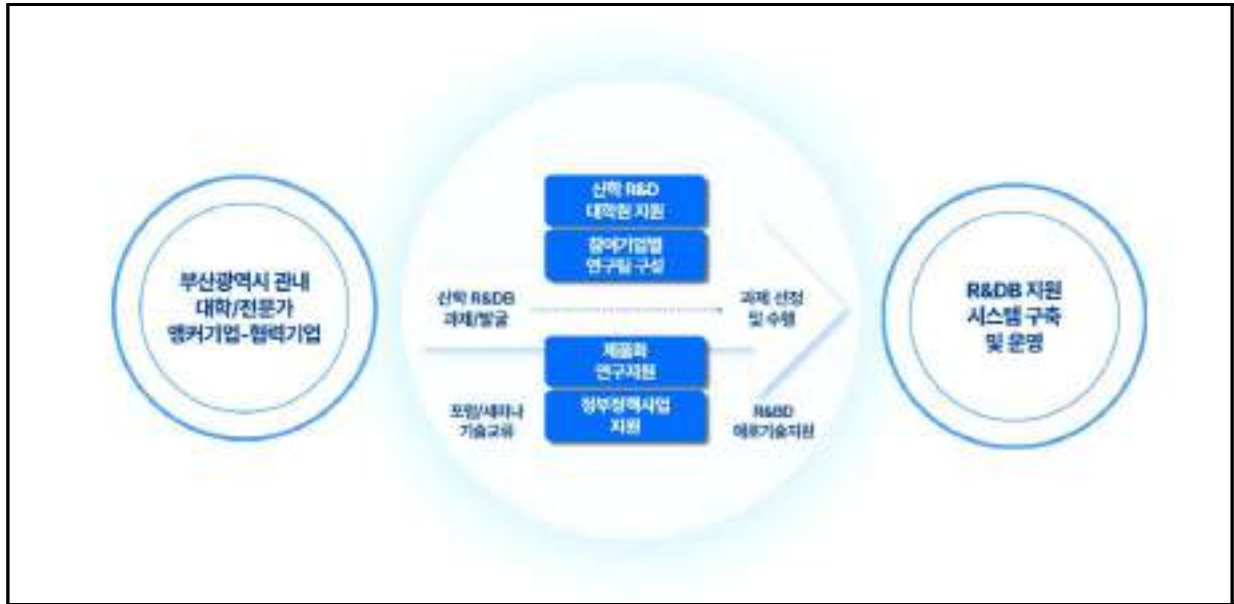 부산광역시 관내
대학/전문가
앵커기업-협력기업
산학 R&D
대학원 지원
참여기업별
연구팀 구성
산학 R&DB
과제/발굴
과제 선정
및 수행
제품화
연구지원
정부정책사업
지원
포럼/세미나
기술교류
R&BD
애로기술지원
R&DB 지원
시스템 구축
및 운영